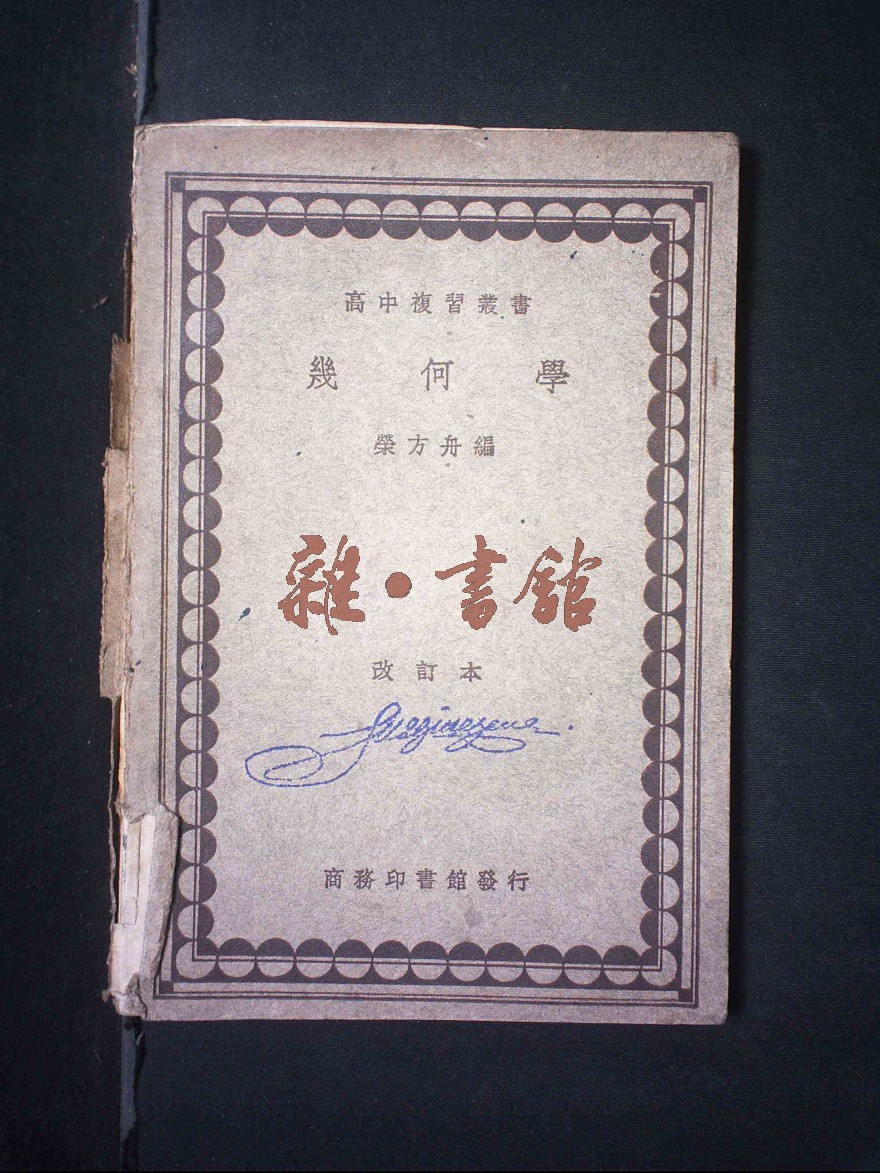 高中複習叢書
幾何學
榮方舟編
雜·書館
改訂本
商務印書館發行